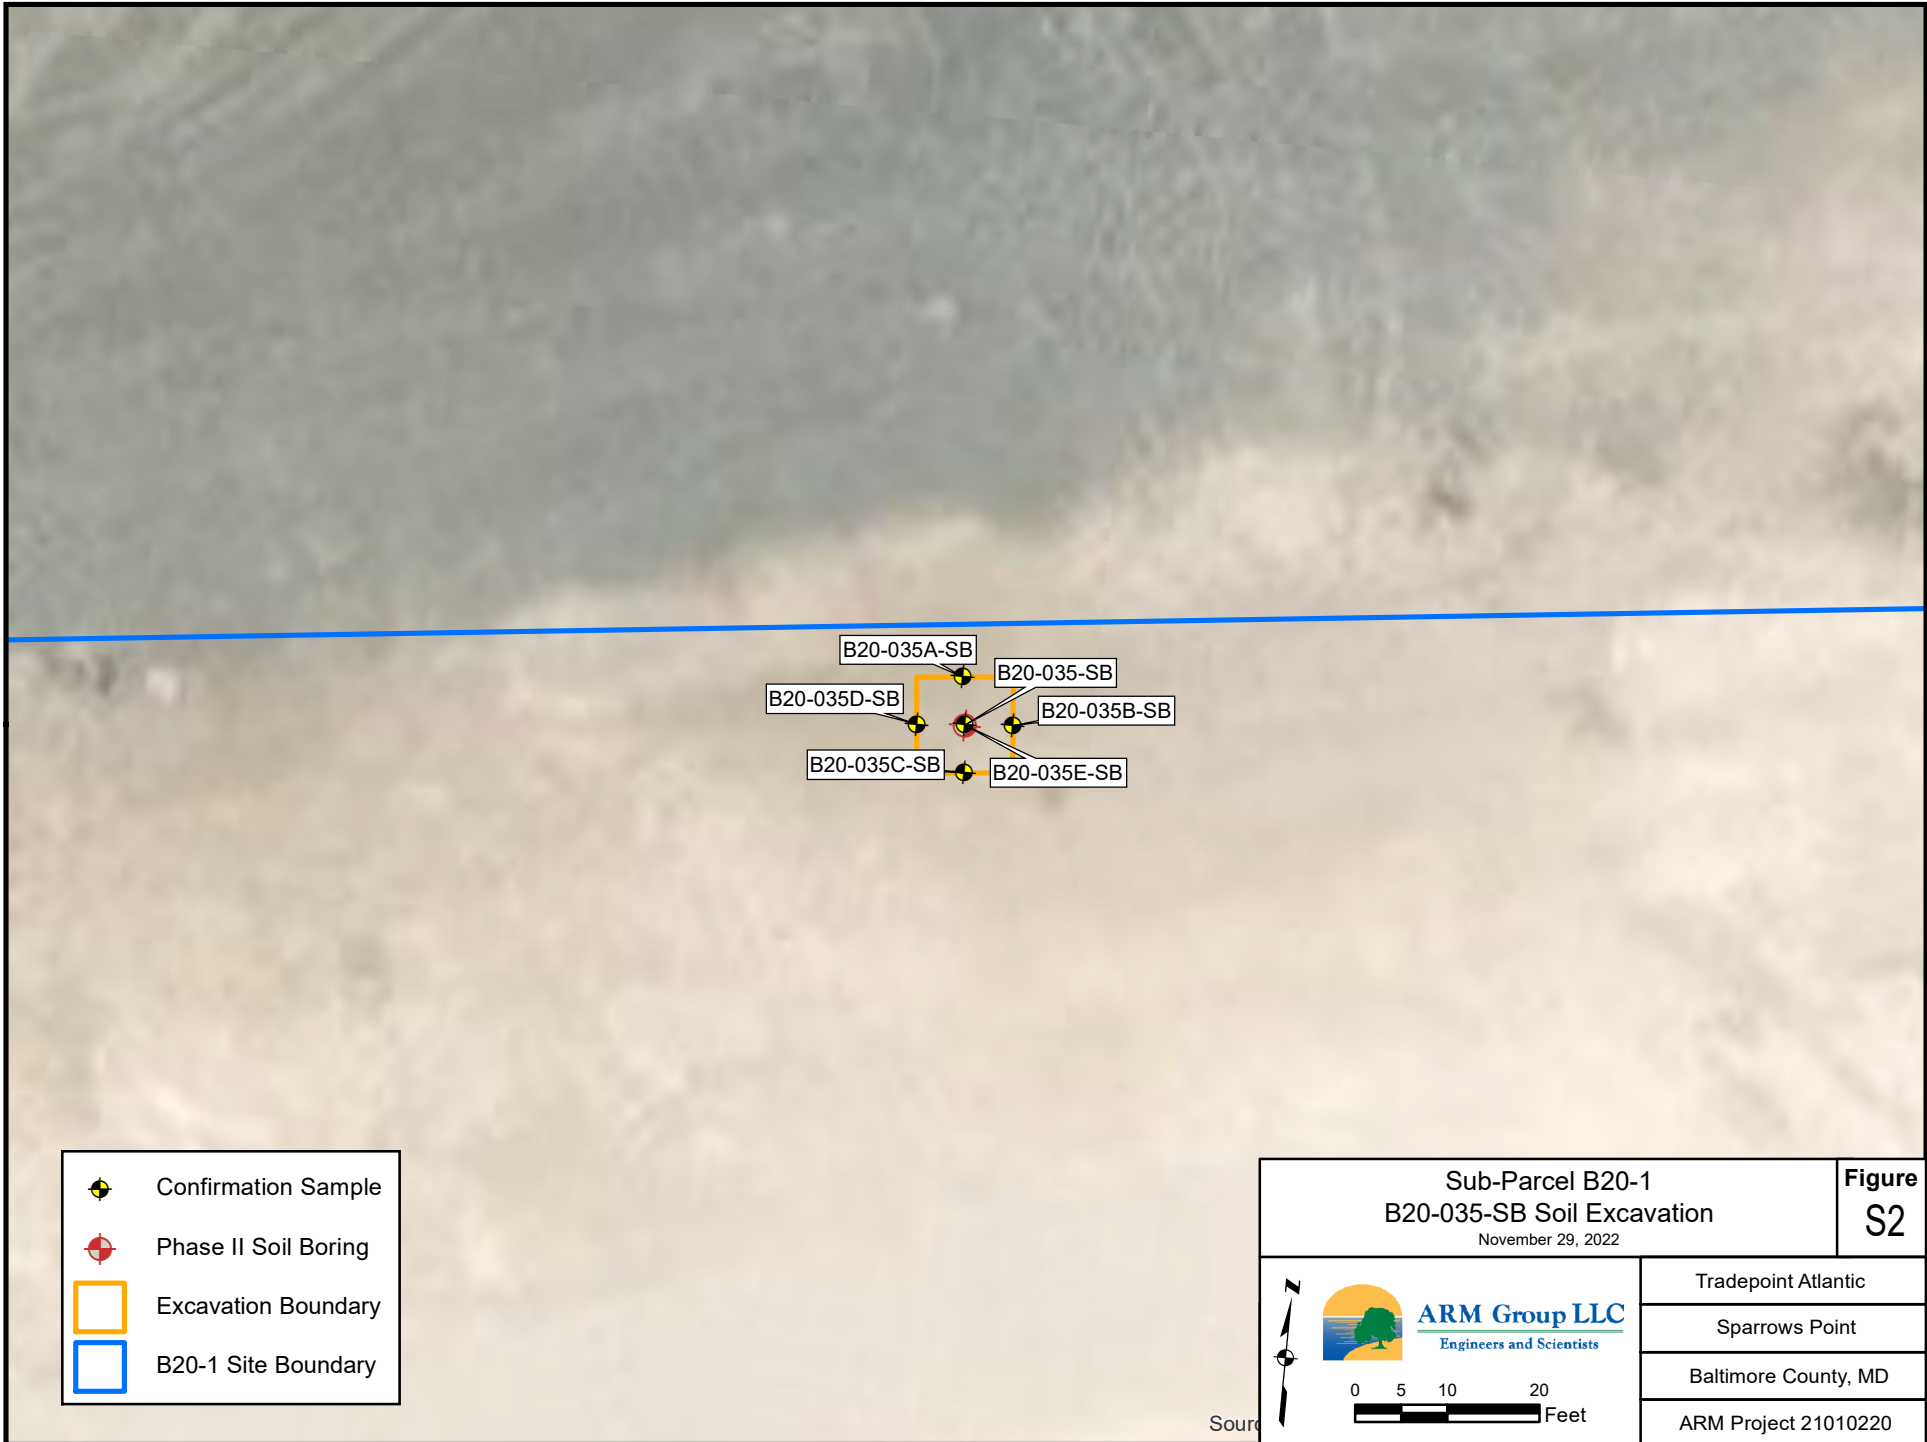 B20-035A-SB
B20-035-SB
B20-035D-SB
B20-035B-SB
B20-035C-SB
B20-035E-SB
Confirmation Sample
Phase II Soil Boring
Excavation Boundary
B20-1 Site Boundary
Sub-Parcel B20-1
B20-035-SB Soil Excavation
November 29, 2022
Figure
S2
N
ARM Group LLC
Engineers and Scientists
0 5 10 20
Feet
Tradepoint Atlantic
Sparrows Point
Baltimore County, MD
ARM Project 21010220